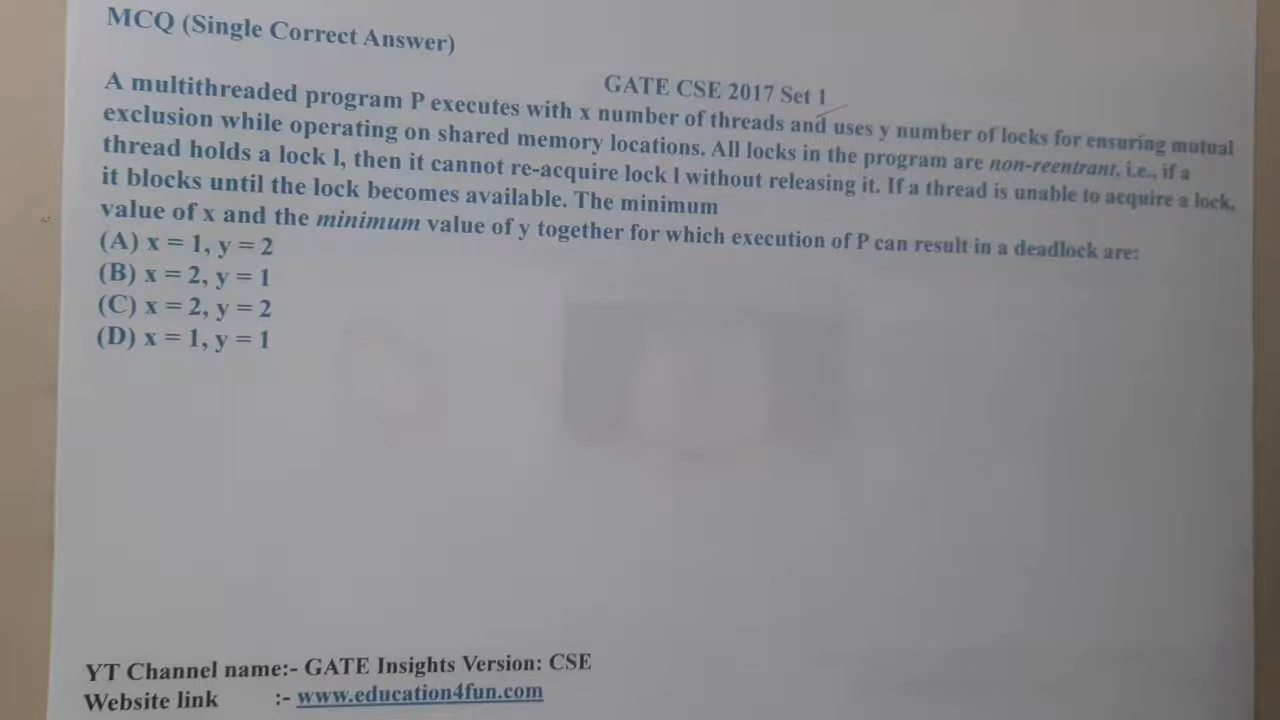 MCQ (Single Correct Answer)
GATE CSE 2017 Set 1
A multithreaded program P executes with x number of threads and uses y number of locks for ensuring mutual
exclusion while operating on shared memory locations. All locks in the program are non-reentrant, i.e., if a
thread holds a lock l, then it cannot re-acquire lock l without releasing it. If a thread is unable to acquire a lock,
it blocks until the lock becomes available. The minimum
value of x and the minimum value of y together for which execution of P can result in a deadlock are:
(A) x = 1, y = 2
(B) x = 2, y = 1
(C) x = 2, y = 2
(D) x = 1, y = 1
YT Channel name:- GATE Insights Version: CSE
Website link :- www.education4fun.com